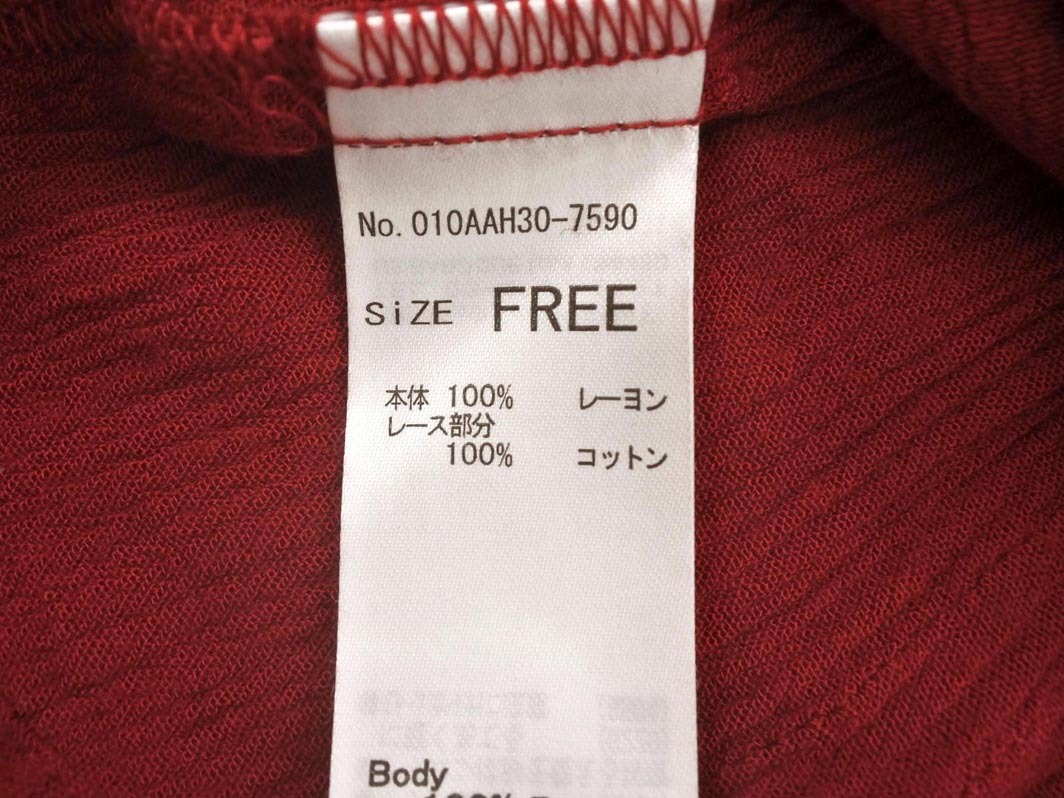 No. 010AAH30-7590
SiZE FREE
本体 100% レーヨン
レース部分
100% コットン
Body